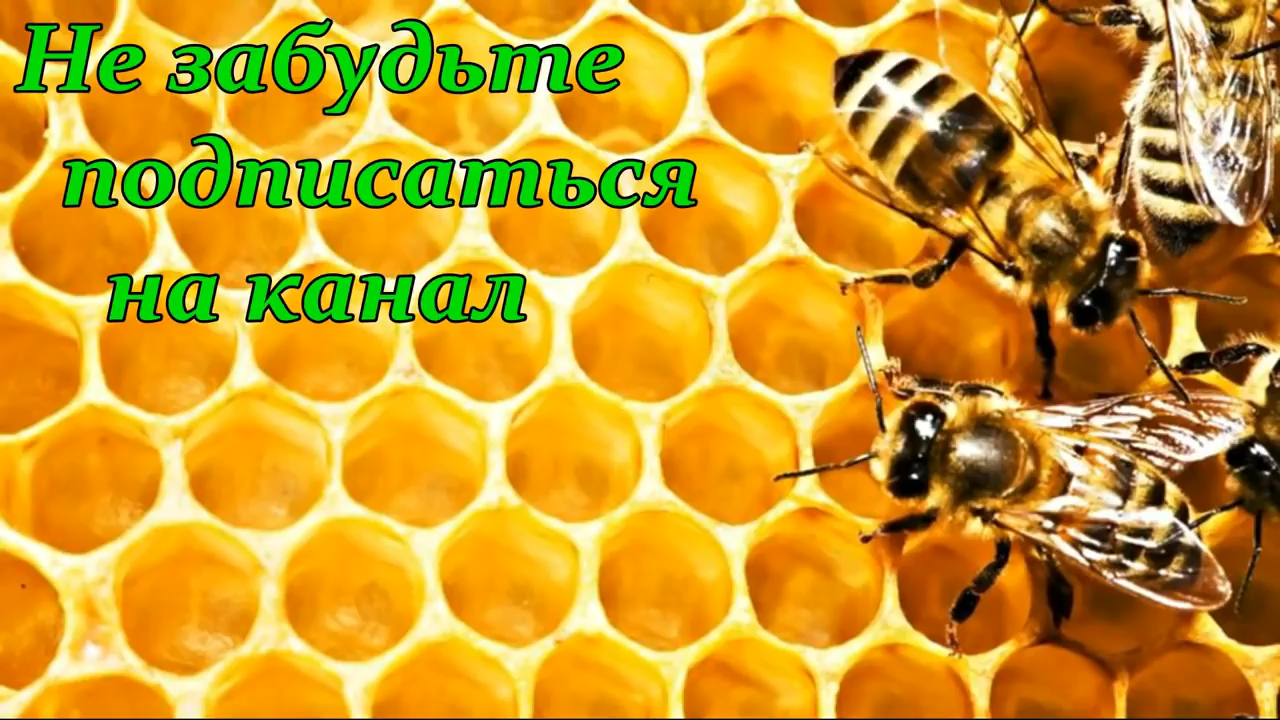 Не забудьте
подписаться
на канал